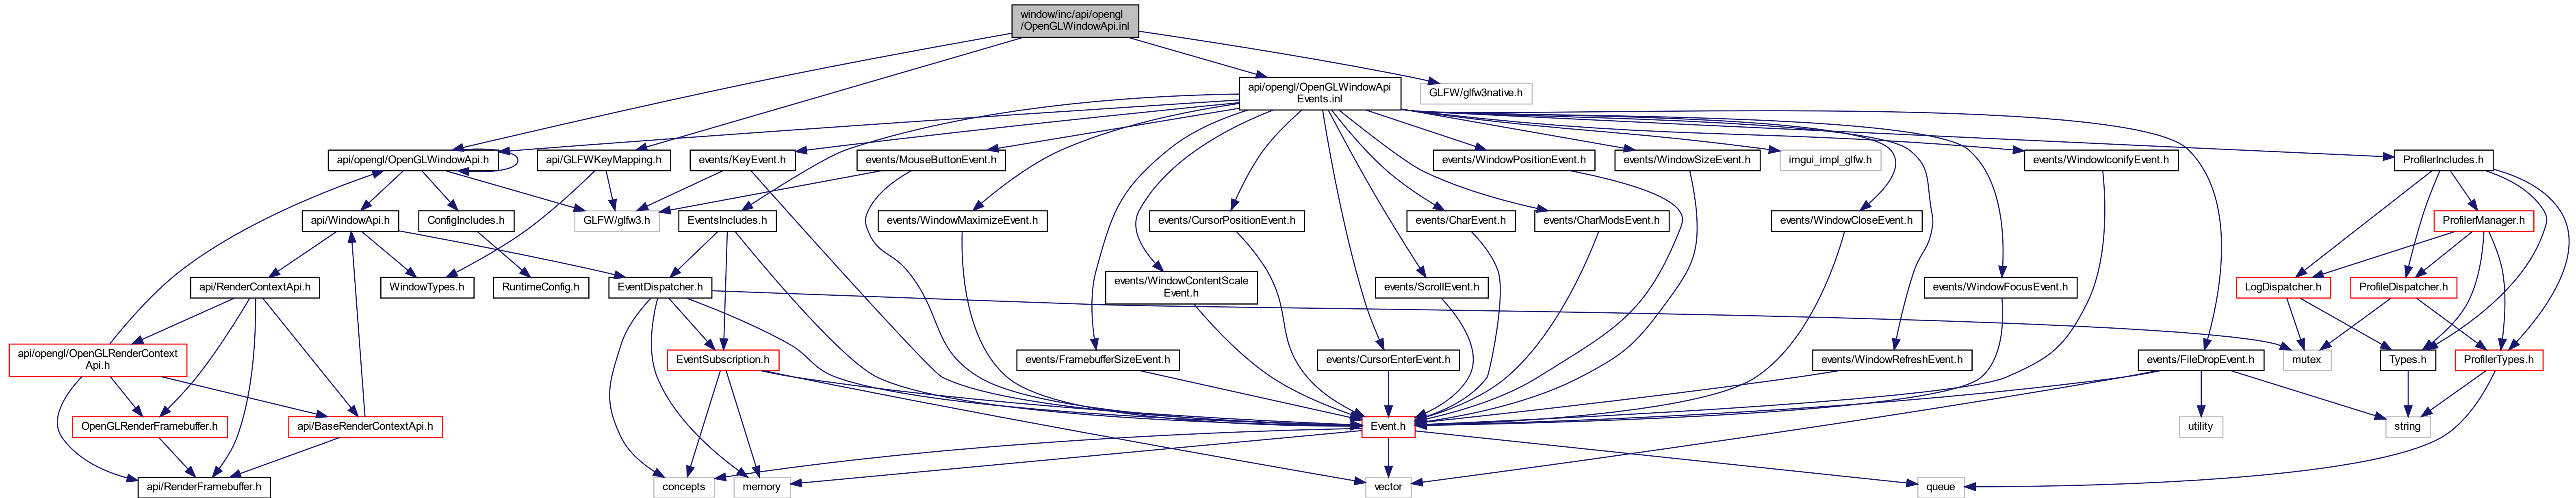 window/inc/api/opengl
/OpenGLWindowApi.inl
api/opengl/OpenGLWindowApi
Events.inl
GLFW/glfw3native.h
api/opengl/OpenGLWindowApi.h
api/GLFWKeyMapping.h
events/KeyEvent.h
events/MouseButtonEvent.h
events/WindowPositionEvent.h
events/WindowSizeEvent.h
imgui_impl_glfw.h
events/WindowIconifyEvent.h
ProfilerIncludes.h
api/WindowApi.h
ConfigIncludes.h
GLFW/glfw3.h
EventsIncludes.h
events/WindowMaximizeEvent.h
events/CursorPositionEvent.h
events/CharEvent.h
events/CharModsEvent.h
events/WindowCloseEvent.h
ProfilerManager.h
api/RenderContextApi.h
WindowTypes.h
RuntimeConfig.h
EventDispatcher.h
events/WindowContentScale
Event.h
events/ScrollEvent.h
events/WindowFocusEvent.h
LogDispatcher.h
ProfileDispatcher.h
api/opengl/OpenGLRenderContext
Api.h
EventSubscription.h
events/FramebufferSizeEvent.h
events/CursorEnterEvent.h
events/WindowRefreshEvent.h
events/FileDropEvent.h
mutex
Types.h
ProfilerTypes.h
OpenGLRenderFramebuffer.h
api/BaseRenderContextApi.h
Event.h
utility
string
api/RenderFramebuffer.h
concepts
memory
vector
queue